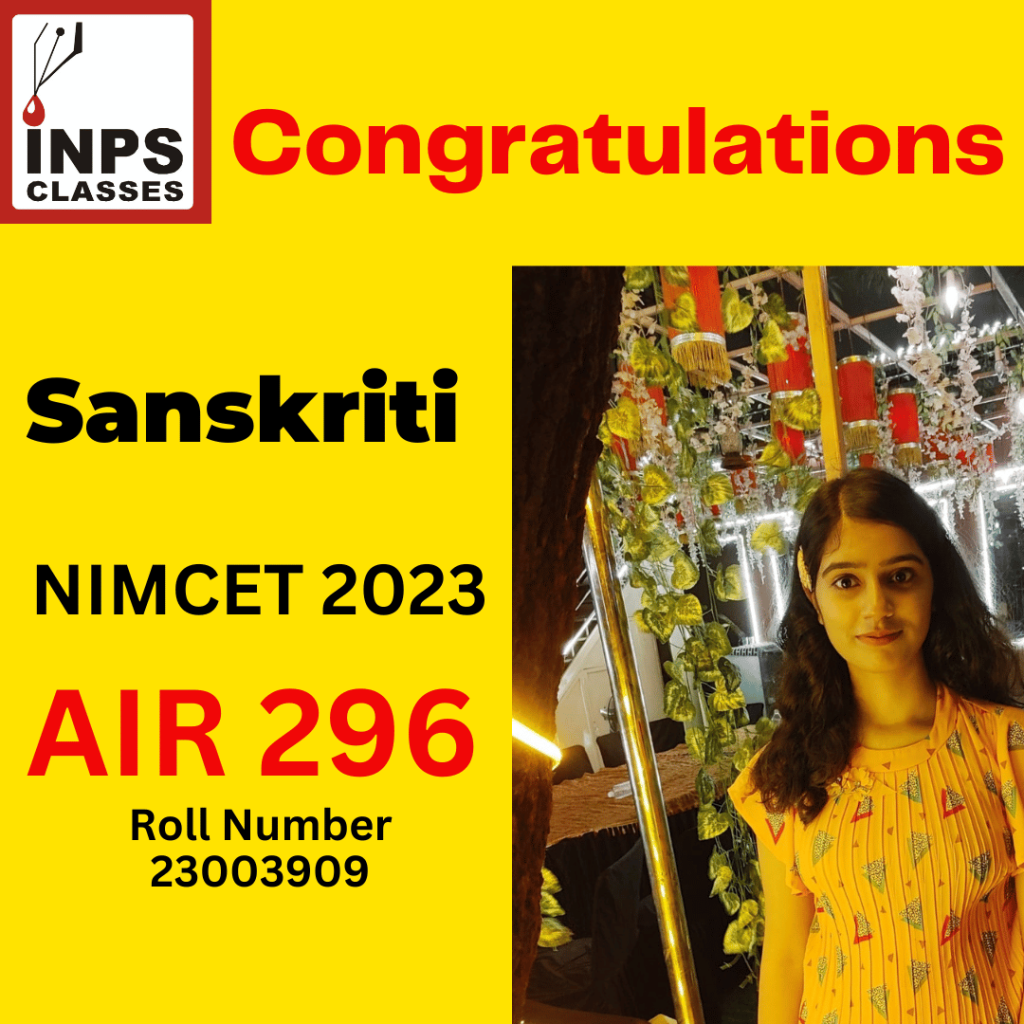 INPS
CLASSES
Congratulations
Sanskriti
NIMCET 2023
AIR 296
Roll Number
23003909